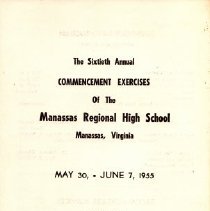 The Sixtieth Annual
COMMENCEMENT EXERCISES
Of The
Manassas Regional High School
Manassas, Virginia
MAY 30, - JUNE 7, 1955